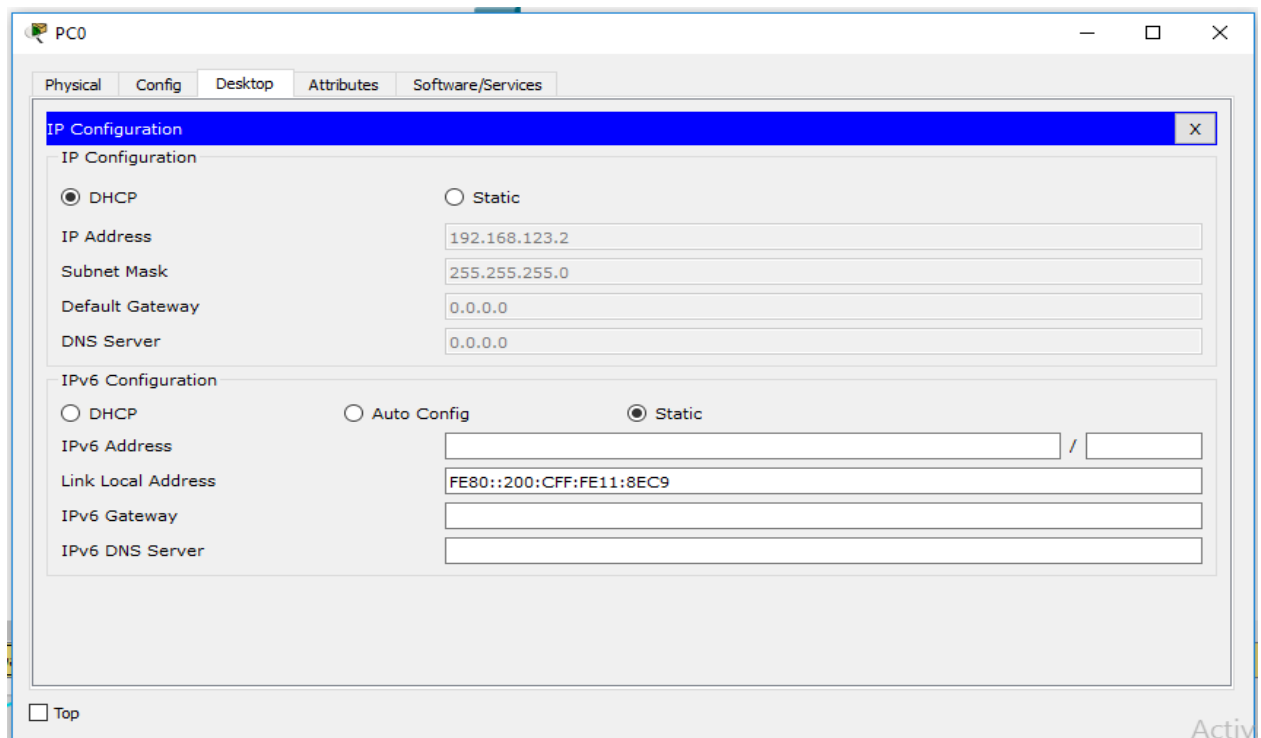 PC0
Physical Config Desktop Attributes Software/Services
IP Configuration X
IP Configuration
DHCP Static
IP Address 192.168.123.2
Subnet Mask 255.255.255.0
Default Gateway 0.0.0.0
DNS Server 0.0.0.0
IPv6 Configuration
DHCP Auto Config Static
IPv6 Address /
Link Local Address FE80::200:CFF:FE11:8EC9
IPv6 Gateway
IPv6 DNS Server
Top
Activ